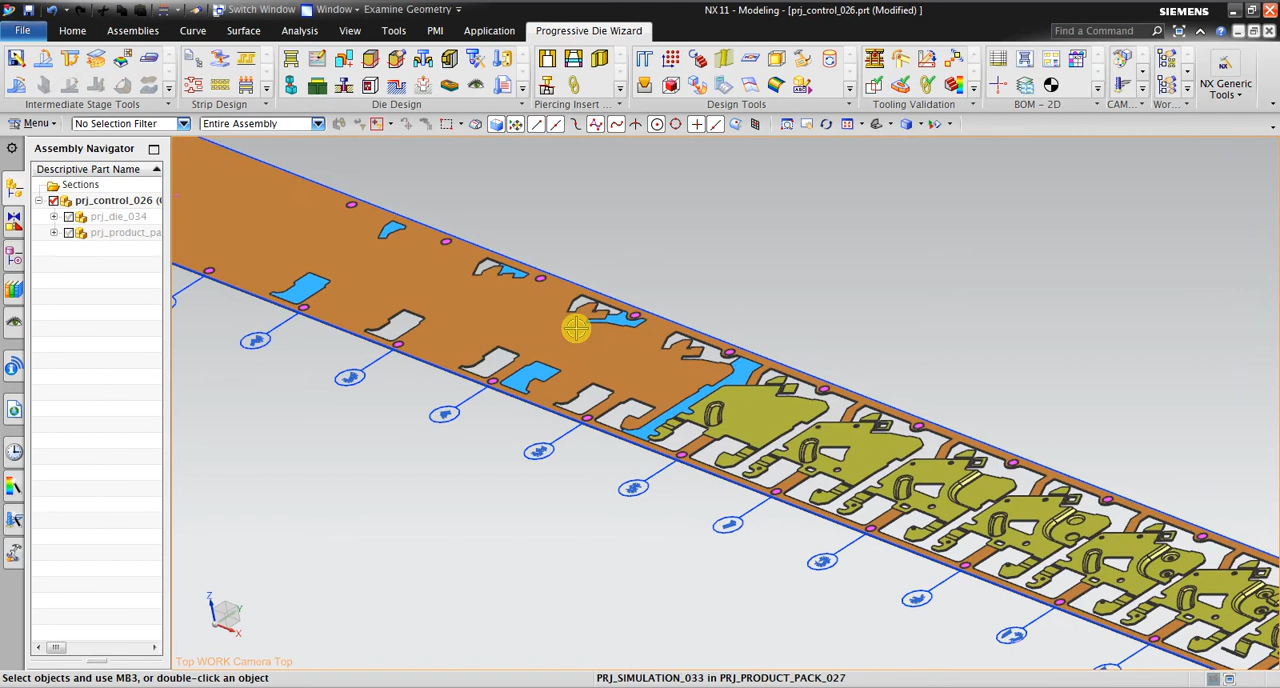 Switch Window Window Examine Geometry NX 11 - Modeling - [prj_control_026.prt (Modified) ] SIEMENS
File Home Assemblies Curve Surface Analysis View Tools PMI Application Progressive Die Wizard Find a Command
NX Generic
Tools
Intermediate Stage Tools Strip Design Die Design Piercing Insert ... Design Tools Tooling Validation BOM - 2D CAM... Wor...
Menu No Selection Filter Entire Assembly
Assembly Navigator
Descriptive Part Name
Sections
prj_control_026 (
prj_die_034
prj_product_pa
Z
Y
X
Top WORK Camera Top
Select objects and use MB3, or double-click an object PRJ_SIMULATION_033 in PRJ_PRODUCT_PACK_027